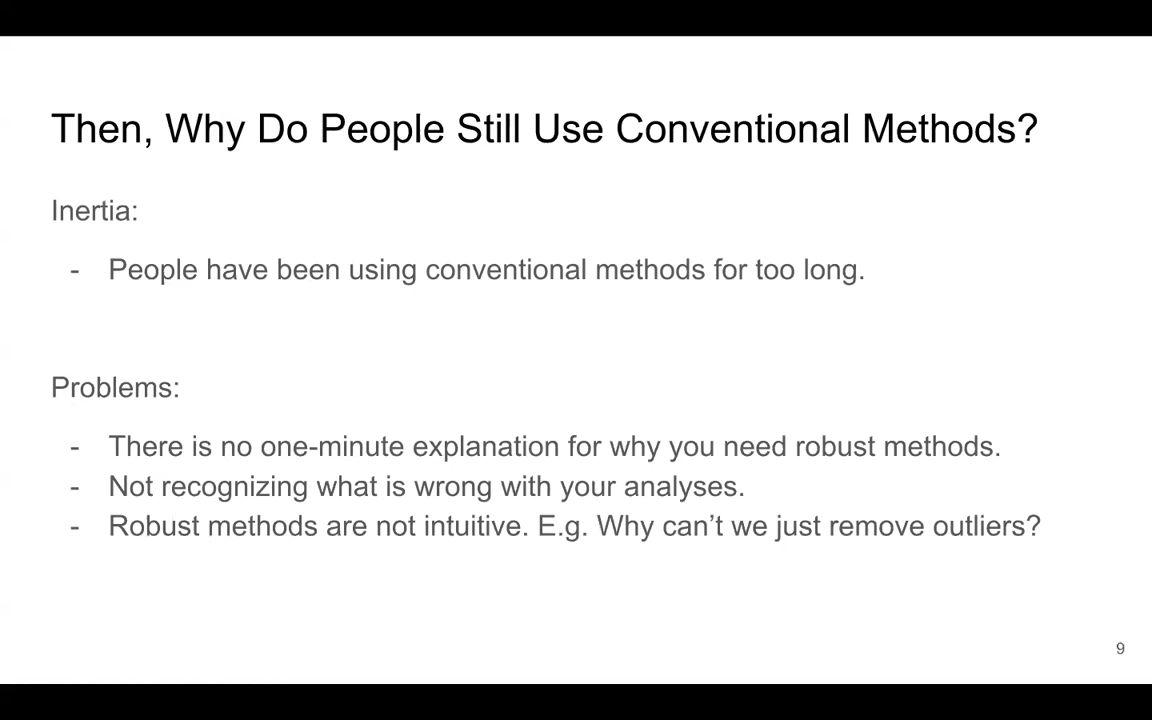 Then, Why Do People Still Use Conventional Methods?
Inertia:
- People have been using conventional methods for too long.
Problems:
- There is no one-minute explanation for why you need robust methods.
- Not recognizing what is wrong with your analyses.
- Robust methods are not intuitive. E.g. Why can’t we just remove outliers?
9